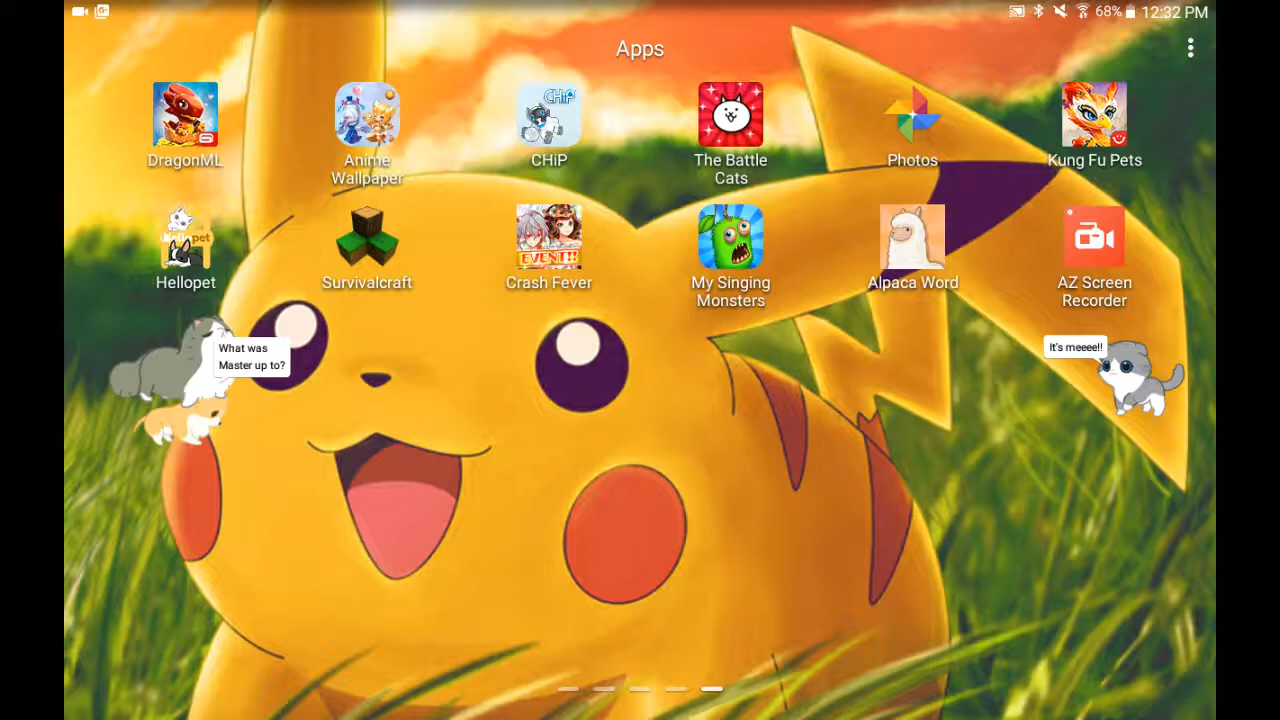 68% 12:32 PM
Apps
DragonML
Anime
Wallpaper
CHiP
CHiP
The Battle
Cats
Photos
Kung Fu Pets
Hellopet
Survivalcraft
EVENT!!
Crash Fever
My Singing
Monsters
Alpaca Word
AZ Screen
Recorder
What was
Master up to?
It's meeee!!